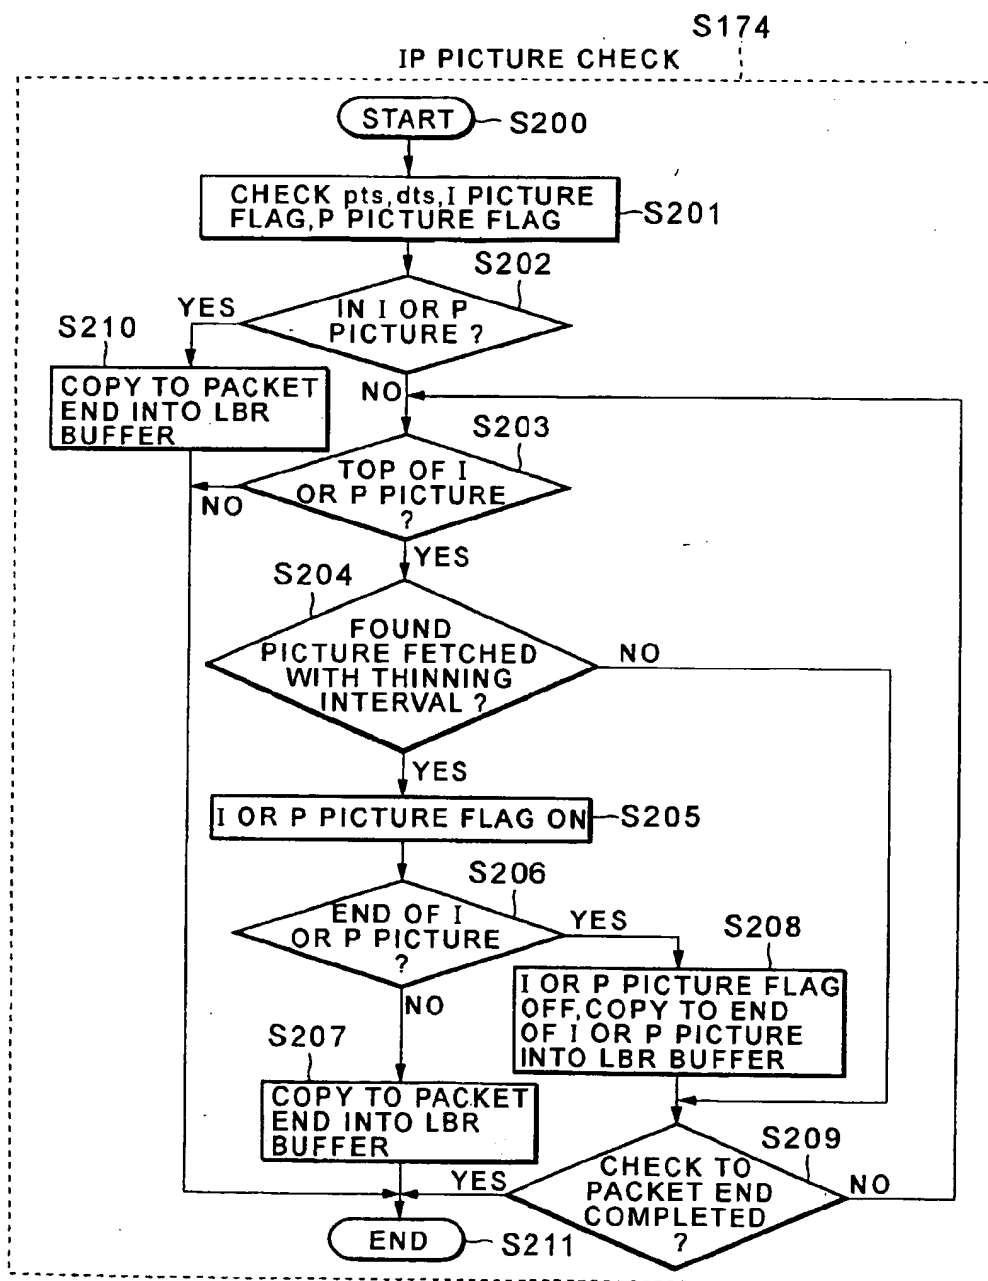 S174
IP PICTURE CHECK
START
S200
CHECK pts,dts,I PICTURE
FLAG,P PICTURE FLAG
S201
S202
IN I OR P
PICTURE ?
YES
S210
COPY TO PACKET
END INTO LBR
BUFFER
NO
S203
TOP OF I
OR P PICTURE
?
NO
YES
S204
FOUND
PICTURE FETCHED
WITH THINNING
INTERVAL ?
NO
YES
I OR P PICTURE FLAG ON
S205
S206
END OF I
OR P PICTURE
?
YES
S208
I OR P PICTURE FLAG
OFF,COPY TO END
OF I OR P PICTURE
INTO LBR BUFFER
NO
S207
COPY TO PACKET
END INTO LBR
BUFFER
S209
CHECK TO
PACKET END
COMPLETED
?
YES
NO
END
S211